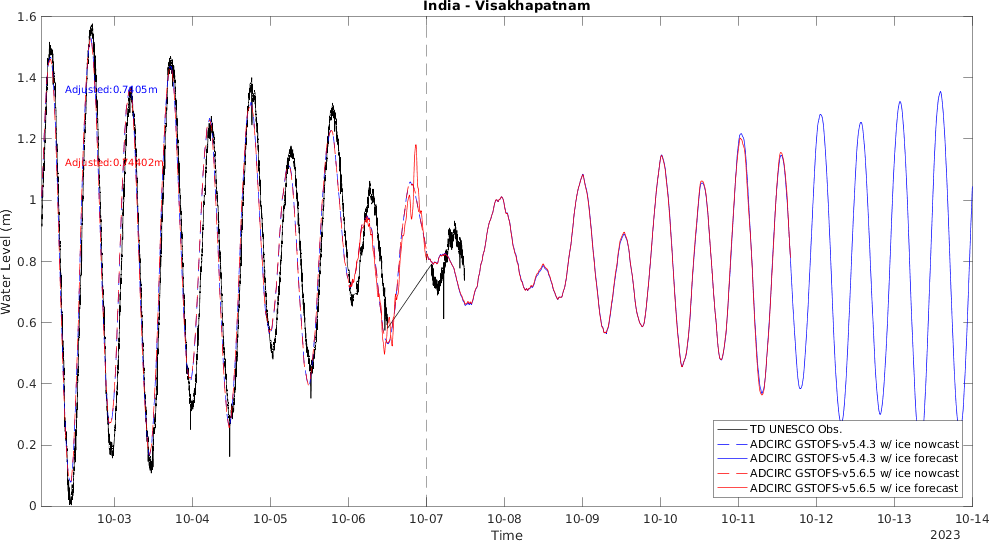 India - Visakhapatnam
Water Level (m)
1.6
1.4
1.2
1
0.8
0.6
0.4
0.2
0
Adjusted:0.7405m
Adjusted:0.74402m
TD UNESCO Obs.
ADCIRC GSTOFS-v5.4.3 w/ ice nowcast
ADCIRC GSTOFS-v5.4.3 w/ ice forecast
ADCIRC GSTOFS-v5.6.5 w/ ice nowcast
ADCIRC GSTOFS-v5.6.5 w/ ice forecast
10-03 10-04 10-05 10-06 10-07 10-08 10-09 10-10 10-11 10-12 10-13 10-14
Time
2023